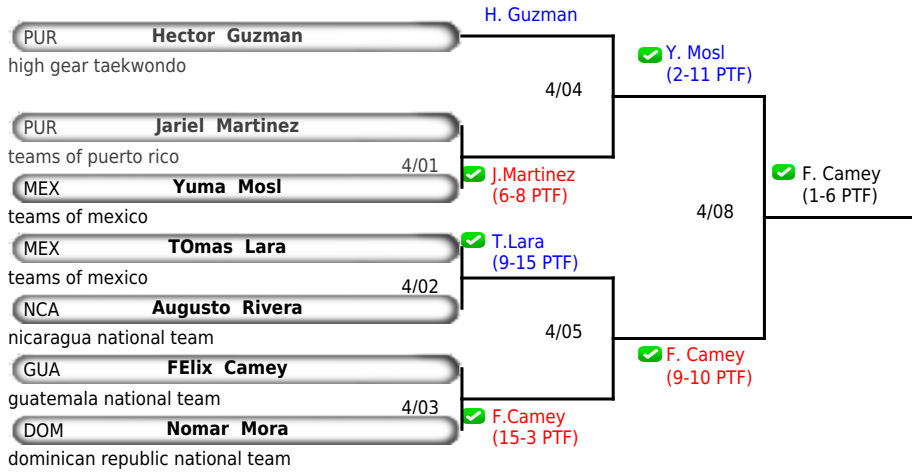 H. Guzman
PUR Hector Guzman
high gear taekwondo
Y. Mosl
(2-11 PTF)
4/04
PUR Jariel Martinez
teams of puerto rico
4/01
J.Martinez
(6-8 PTF)
MEX Yuma Mosl
teams of mexico
F. Camey
(1-6 PTF)
4/08
MEX TOmas Lara
teams of mexico
T.Lara
(9-15 PTF)
4/02
NCA Augusto Rivera
nicaragua national team
4/05
GUA FElix Camey
guatemala national team
F. Camey
(9-10 PTF)
4/03
F.Camey
(15-3 PTF)
DOM Nomar Mora
dominican republic national team